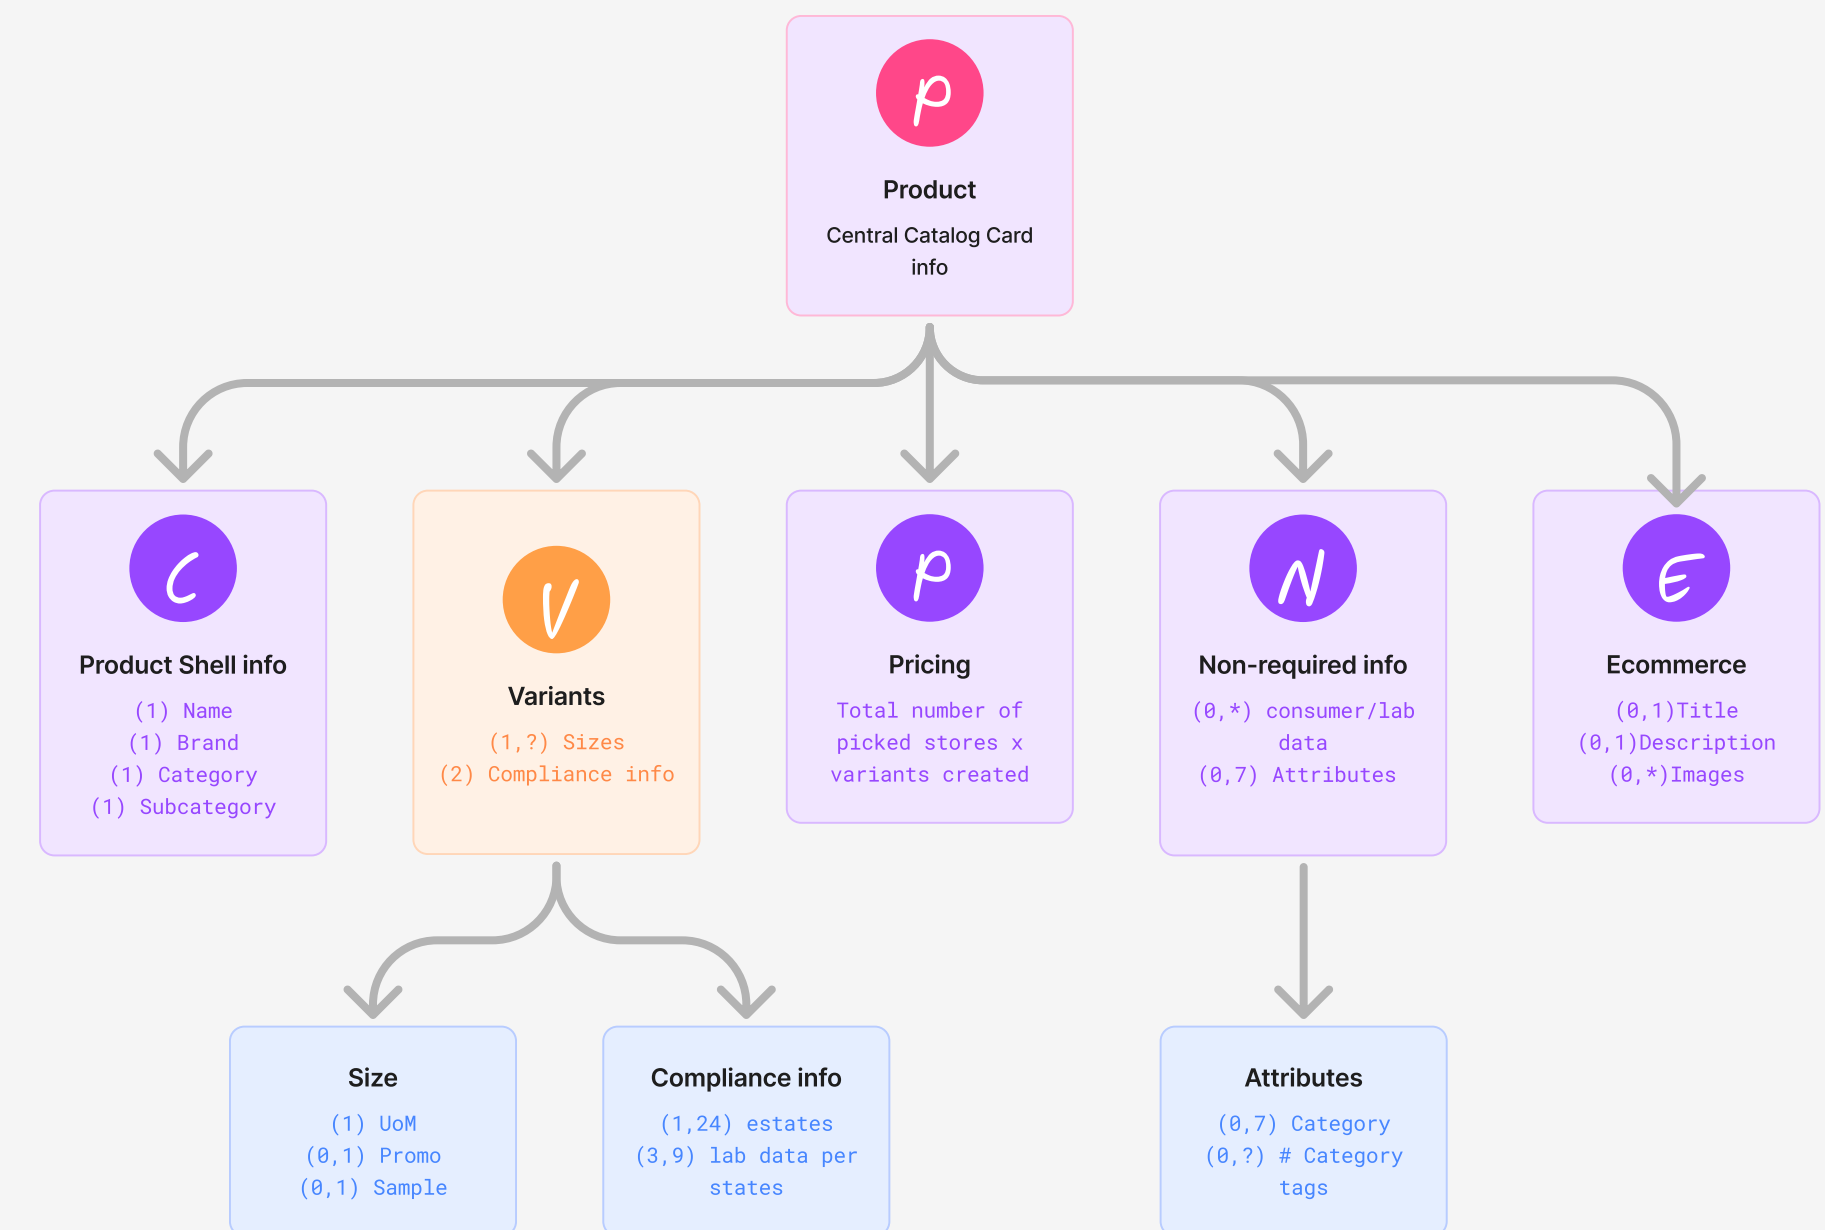 P
Product
Central Catalog Card
info
C
Product Shell info
(1) Name
(1) Brand
(1) Category
(1) Subcategory
V
Variants
(1,?) Sizes
(2) Compliance info
P
Pricing
Total number of
picked stores x
variants created
N
Non-required info
(0,*) consumer/lab
data
(0,7) Attributes
E
Ecommerce
(0,1)Title
(0,1)Description
(0,*)Images
Size
(1) UoM
(0,1) Promo
(0,1) Sample
Compliance info
(1,24) estates
(3,9) lab data per
states
Attributes
(0,7) Category
(0,?) # Category
tags